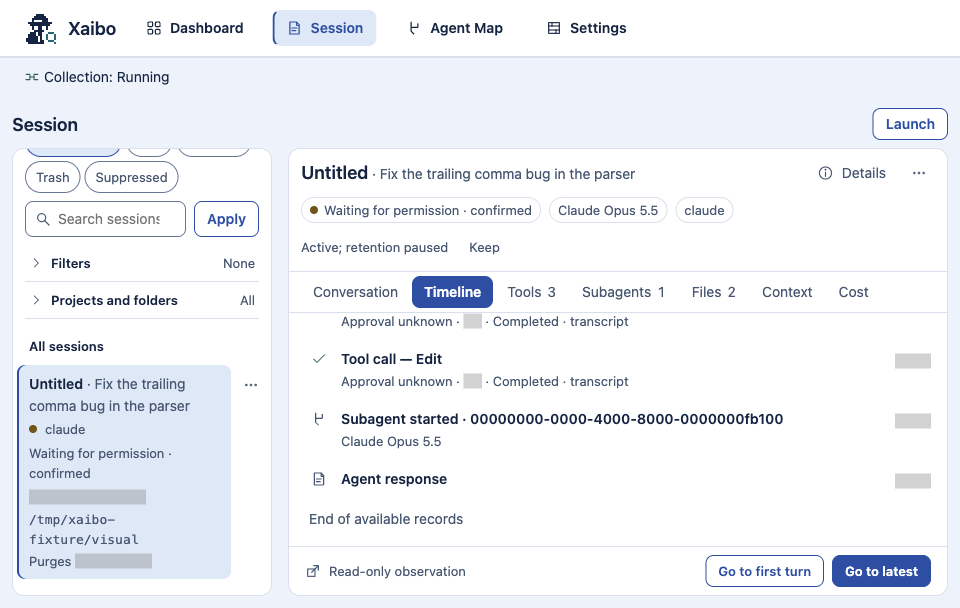 Xaibo
Dashboard
Session
Agent Map
Settings
Collection: Running
Session
Launch
Trash
Suppressed
Search sessions
Apply
Filters
None
Projects and folders
All
All sessions
Untitled · Fix the trailing
comma bug in the parser
claude
Waiting for permission ·
confirmed
/tmp/xaibo-
fixture/visual
Purges
Untitled · Fix the trailing comma bug in the parser
Details
Waiting for permission · confirmed
Claude Opus 5.5
claude
Active; retention paused
Keep
Conversation
Timeline
Tools 3
Subagents 1
Files 2
Context
Cost
Approval unknown · · Completed · transcript
Tool call — Edit
Approval unknown · · Completed · transcript
Subagent started · 00000000-0000-4000-8000-0000000fb100
Claude Opus 5.5
Agent response
End of available records
Read-only observation
Go to first turn
Go to latest